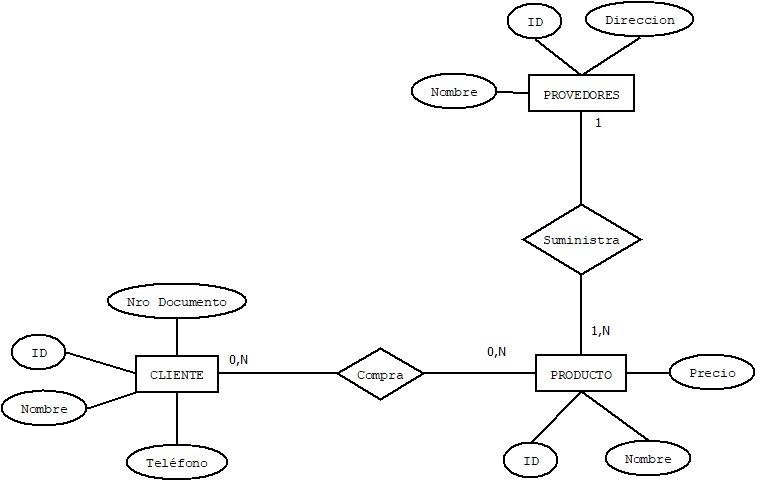 ID
Direccion
Nombre
PROVEDORES
1
Suministra
1,N
Nro Documento
ID
CLIENTE
0,N
Compra
0,N
PRODUCTO
Precio
Nombre
Teléfono
ID
Nombre